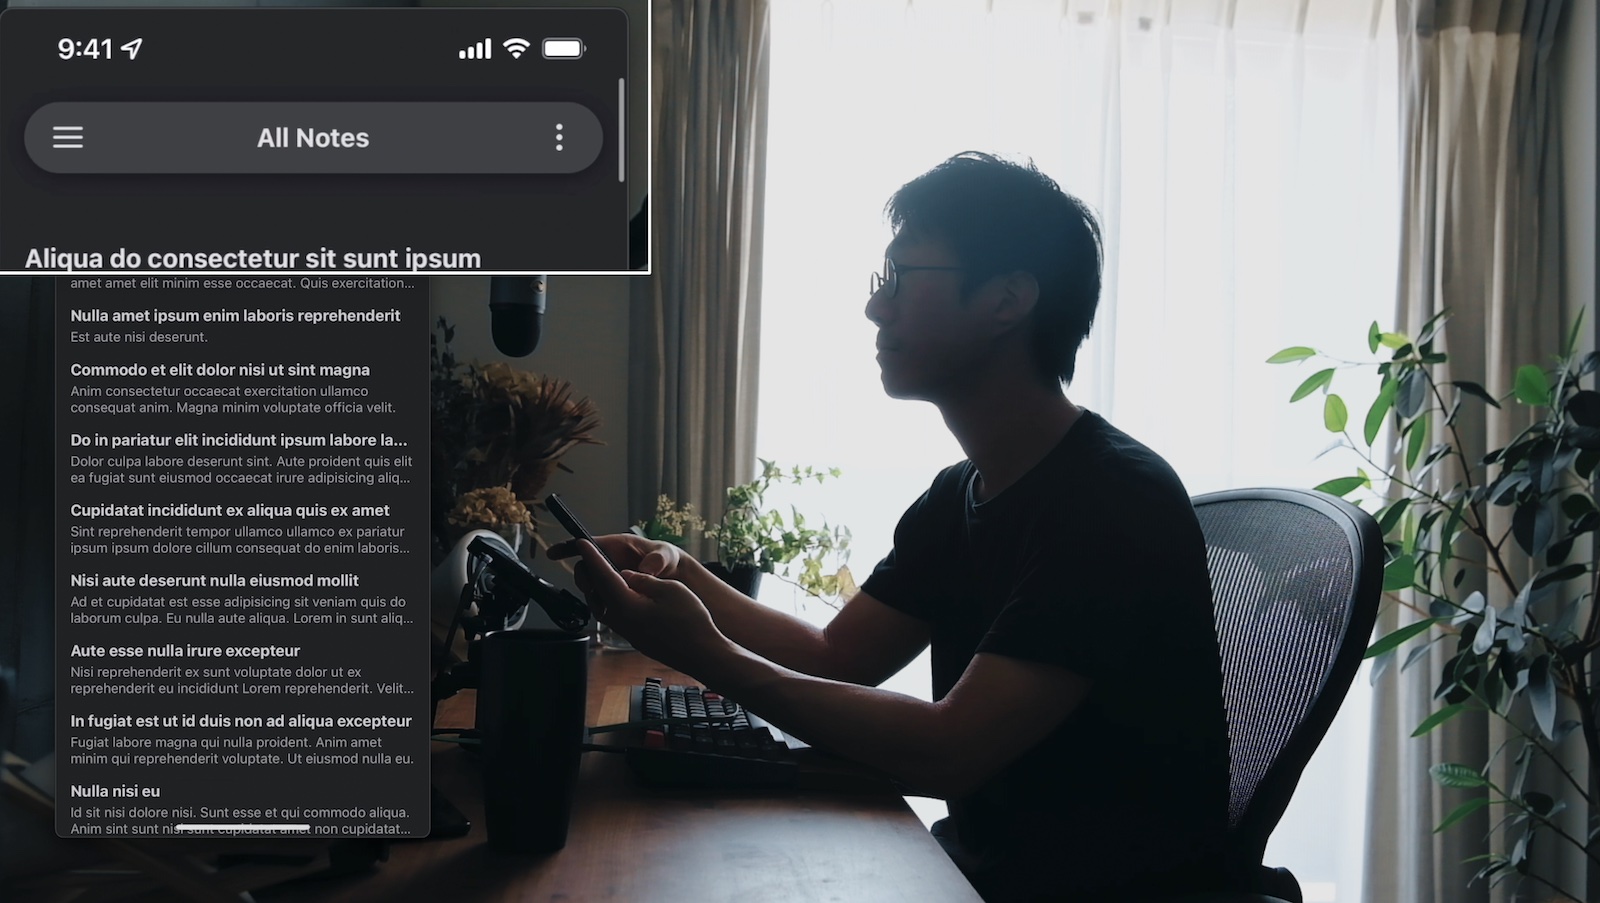 9:41
All Notes
Aliqua do consectetur sit sunt ipsum
amet amet elit minim esse occaecat. Quis exercitation...
Nulla amet ipsum enim laboris reprehenderit
Est aute nisi deserunt.
Commodo et elit dolor nisi ut sint magna
Anim consectetur occaecat exercitation ullamco
consequat anim. Magna minim voluptate officia velit.
Do in pariatur elit incididunt ipsum labore la...
Dolor culpa labore deserunt sint. Aute proident quis elit
ea fugiat sunt eiusmod occaecat irure adipisicing aliq...
Cupidatat incididunt ex aliqua quis ex amet
Sint reprehenderit tempor ullamco ullamco ex pariatur
ipsum ipsum dolore cillum consequat do enim laboris...
Nisi aute deserunt nulla eiusmod mollit
Ad et cupidatat est esse adipisicing sit veniam quis do
laborum culpa. Eu nulla aute aliqua. Lorem in sunt aliq...
Aute esse nulla irure excepteur
Nisi reprehenderit ex sunt voluptate dolor ut ex
reprehenderit eu incididunt Lorem reprehenderit. Velit...
In fugiat est ut id duis non ad aliqua excepteur
Fugiat labore magna qui nulla proident. Anim amet
minim qui reprehenderit voluptate. Ut eiusmod nulla eu.
Nulla nisi eu
Id sit nisi dolore nisi. Sunt esse et qui commodo aliqua.
Anim sint sunt nisi sunt cupidatat amet non cupidatat...